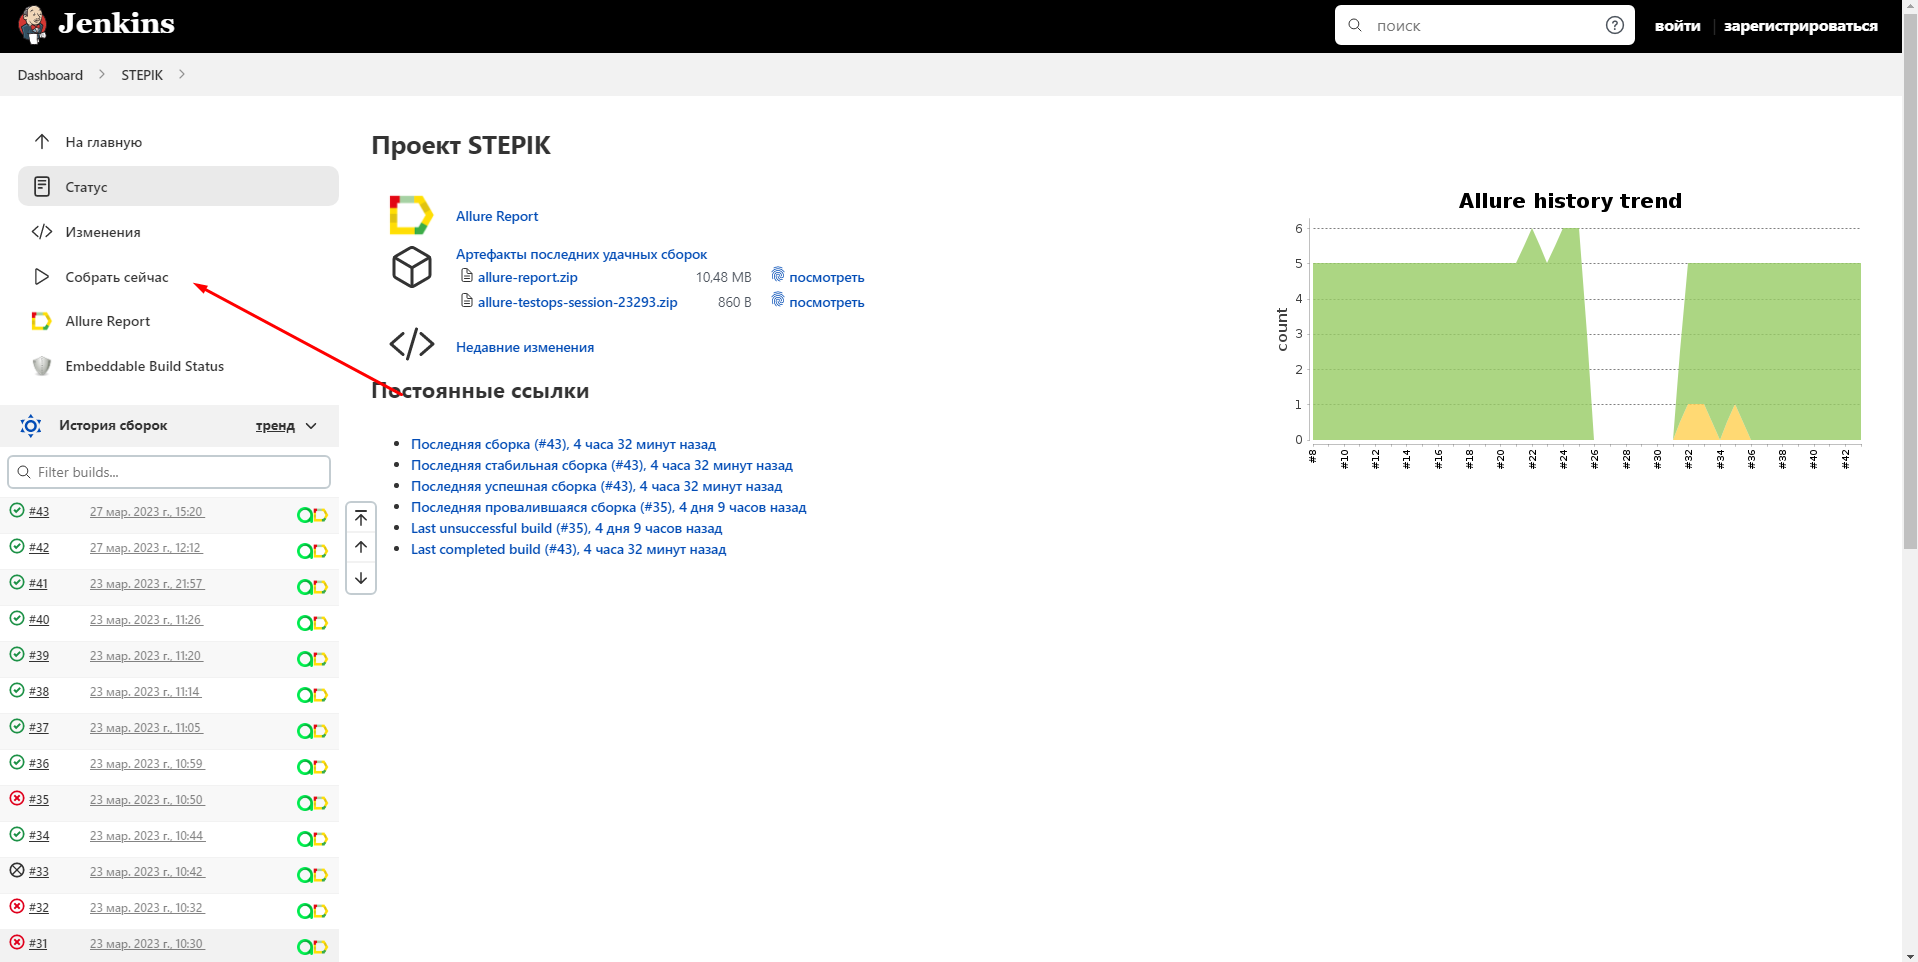 Jenkins
поиск
войти
зарегистрироваться
Dashboard
STEPIK
На главную
Статус
Изменения
Собрать сейчас
Allure Report
Embeddable Build Status
История сборок
тренд
Filter builds...
#43 27 мар. 2023 г., 15:20
#42 27 мар. 2023 г., 12:12
#41 23 мар. 2023 г., 21:57
#40 23 мар. 2023 г., 11:26
#39 23 мар. 2023 г., 11:20
#38 23 мар. 2023 г., 11:14
#37 23 мар. 2023 г., 11:05
#36 23 мар. 2023 г., 10:59
#35 23 мар. 2023 г., 10:50
#34 23 мар. 2023 г., 10:44
#33 23 мар. 2023 г., 10:42
#32 23 мар. 2023 г., 10:32
#31 23 мар. 2023 г., 10:30
Проект STEPIK
Allure Report
Артефакты последних удачных сборок
allure-report.zip 10,48 MB посмотреть
allure-testops-session-23293.zip 860 B посмотреть
Недавние изменения
Постоянные ссылки
Последняя сборка (#43), 4 часа 32 минут назад
Последняя стабильная сборка (#43), 4 часа 32 минут назад
Последняя успешная сборка (#43), 4 часа 32 минут назад
Последняя провалившаяся сборка (#35), 4 дня 9 часов назад
Last unsuccessful build (#35), 4 дня 9 часов назад
Last completed build (#43), 4 часа 32 минут назад
Allure history trend
count
6
5
4
3
2
1
0
#8 #10 #12 #14 #16 #18 #20 #22 #24 #26 #28 #30 #32 #34 #36 #38 #40 #42